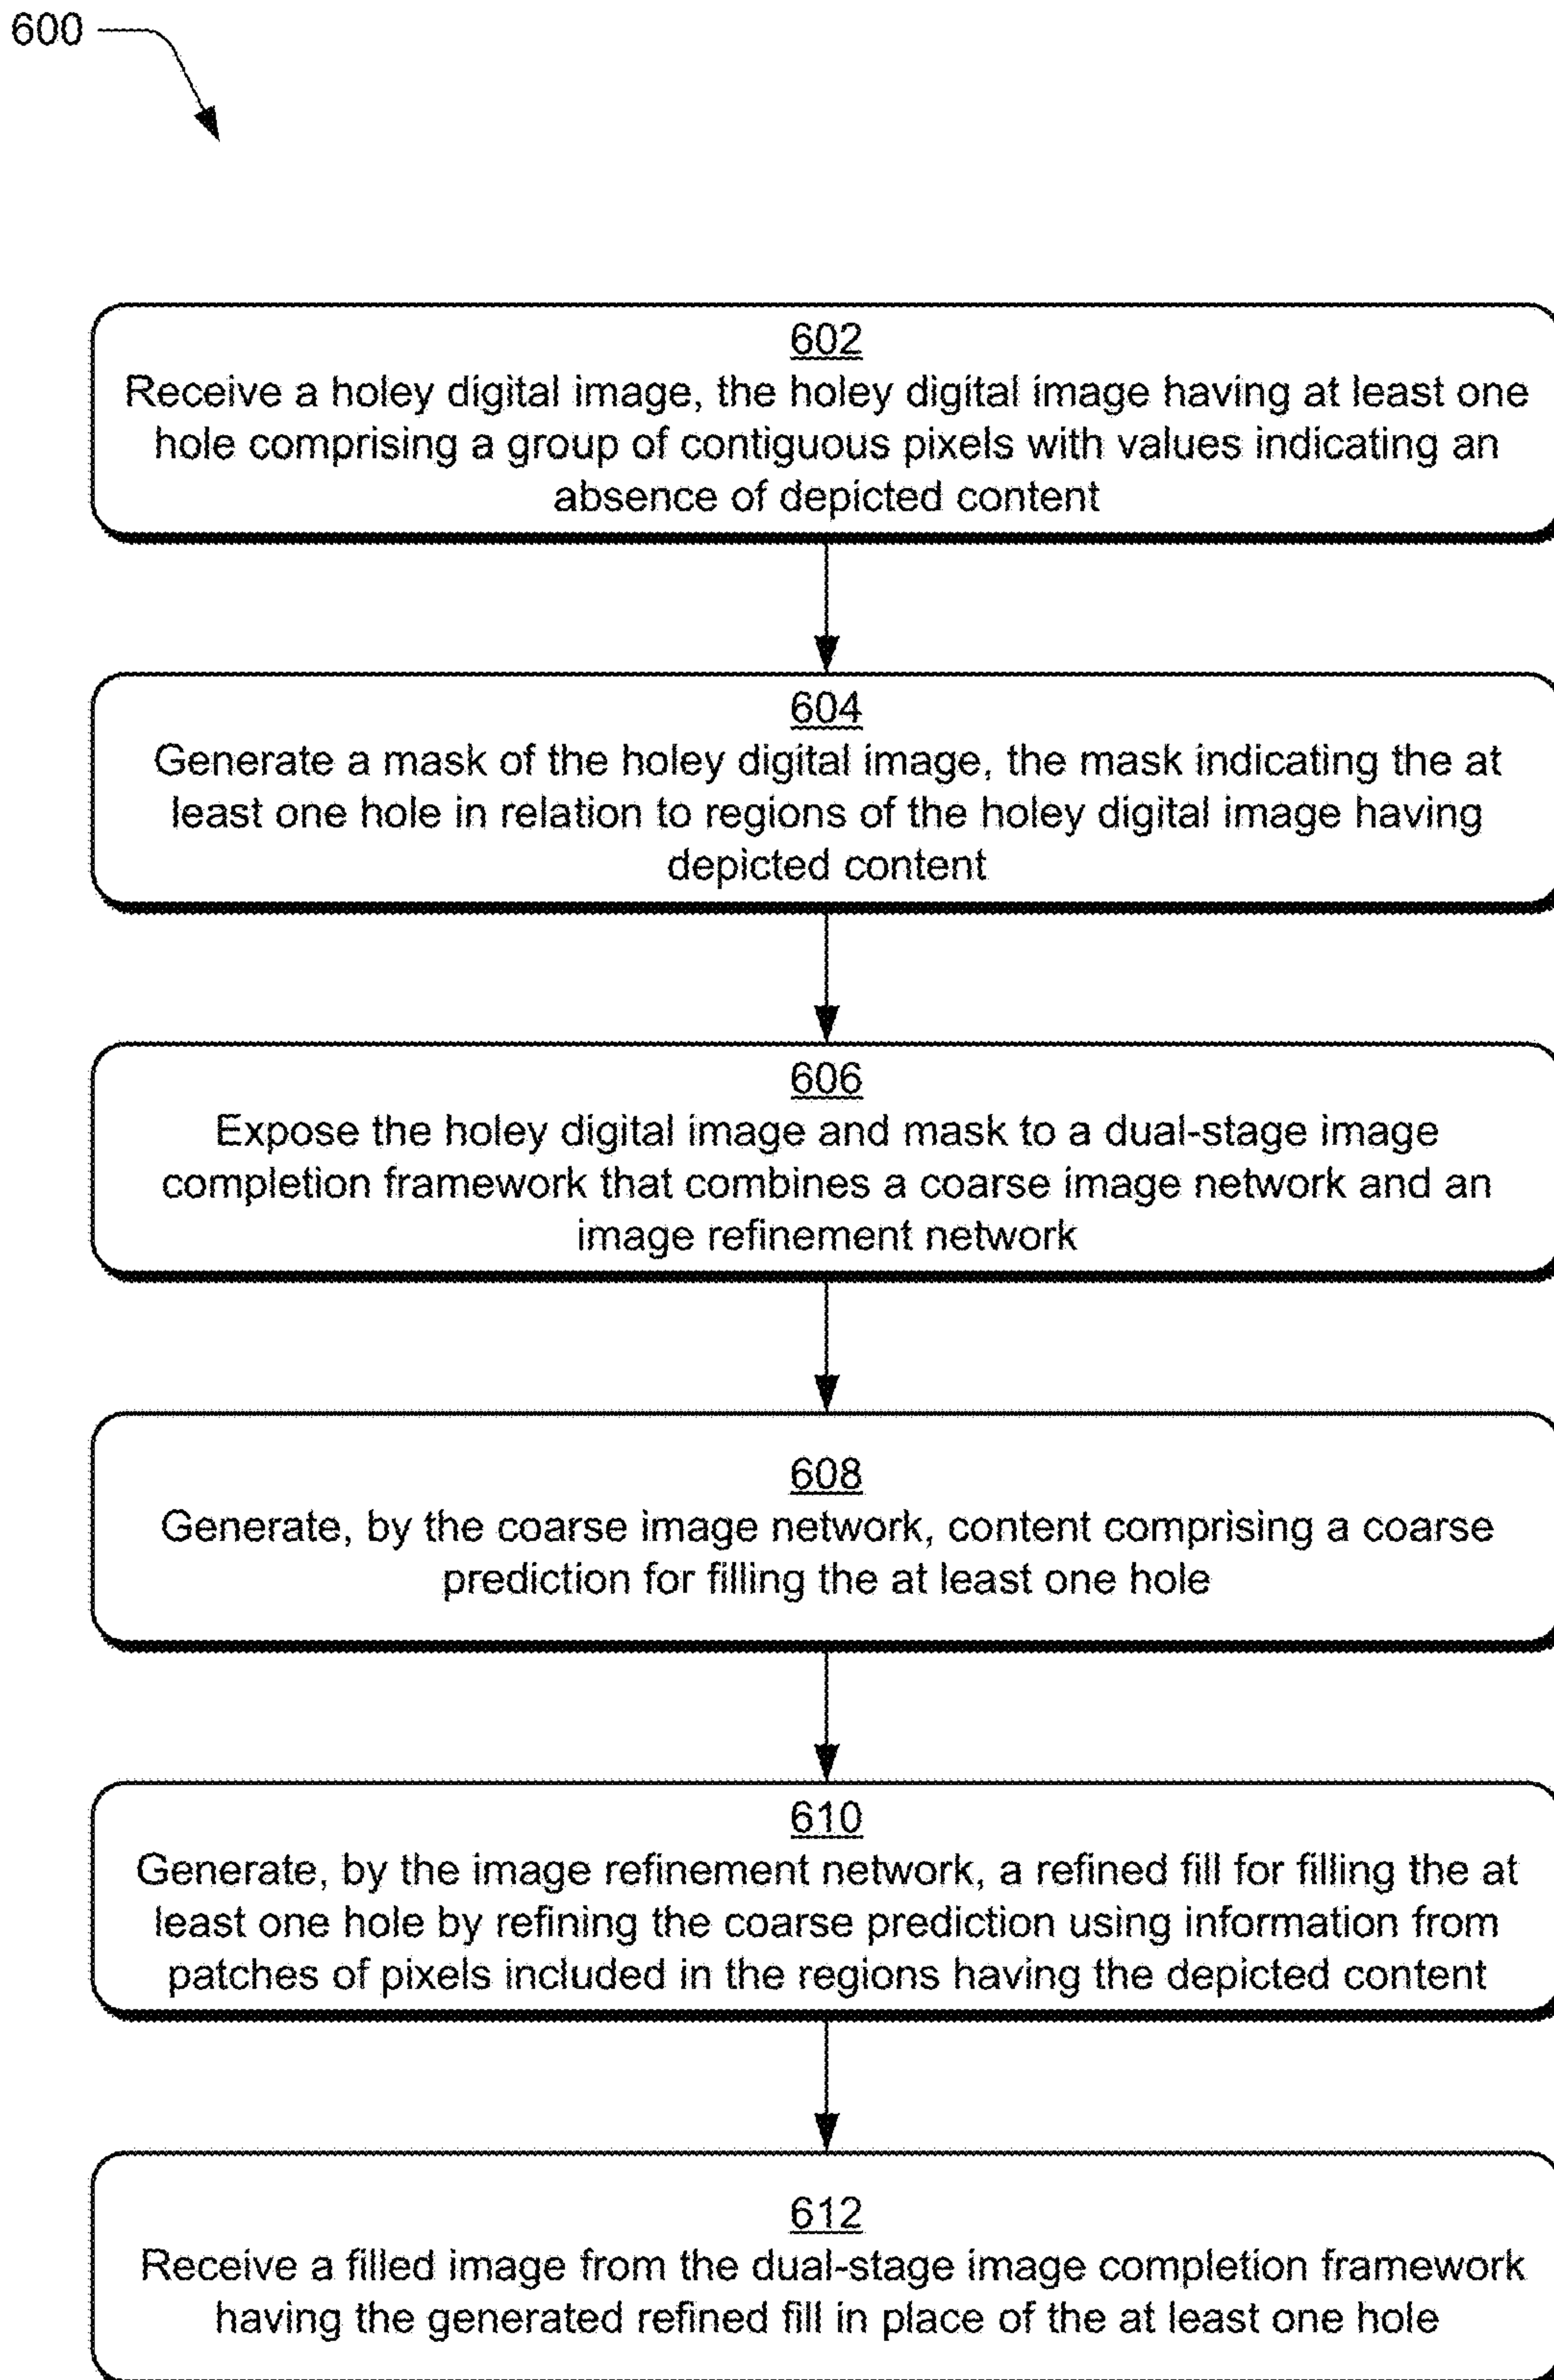 600
602
Receive a holey digital image, the holey digital image having at least one
hole comprising a group of contiguous pixels with values indicating an
absence of depicted content
604
Generate a mask of the holey digital image, the mask indicating the at
least one hole in relation to regions of the holey digital image having
depicted content
606
Expose the holey digital image and mask to a dual-stage image
completion framework that combines a coarse image network and an
image refinement network
608
Generate, by the coarse image network, content comprising a coarse
prediction for filling the at least one hole
610
Generate, by the image refinement network, a refined fill for filling the at
least one hole by refining the coarse prediction using information from
patches of pixels included in the regions having the depicted content
612
Receive a filled image from the dual-stage image completion framework
having the generated refined fill in place of the at least one hole